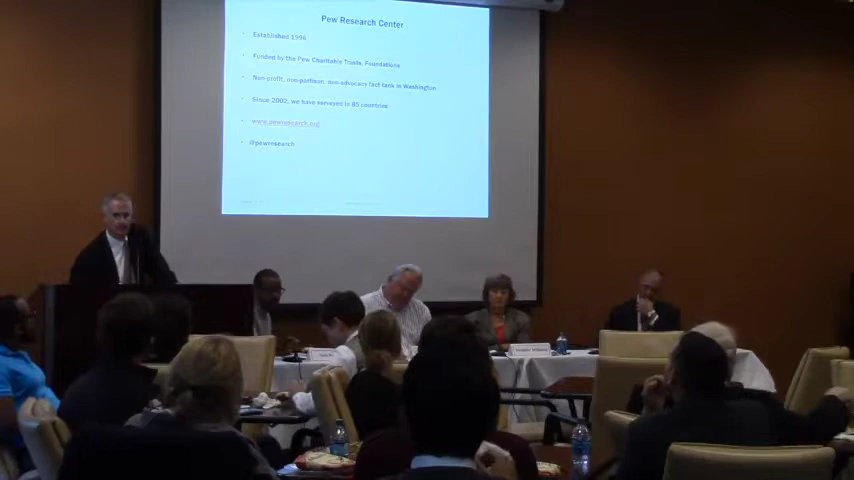 Pew Research Center
• Established 1996
• Funded by the Pew Charitable Trusts, Foundations
• Non-profit, non-partisan, non-advocacy fact tank in Washington
• Since 2002, we have surveyed in 85 countries
• www.pewresearch.org
• @pewresearch